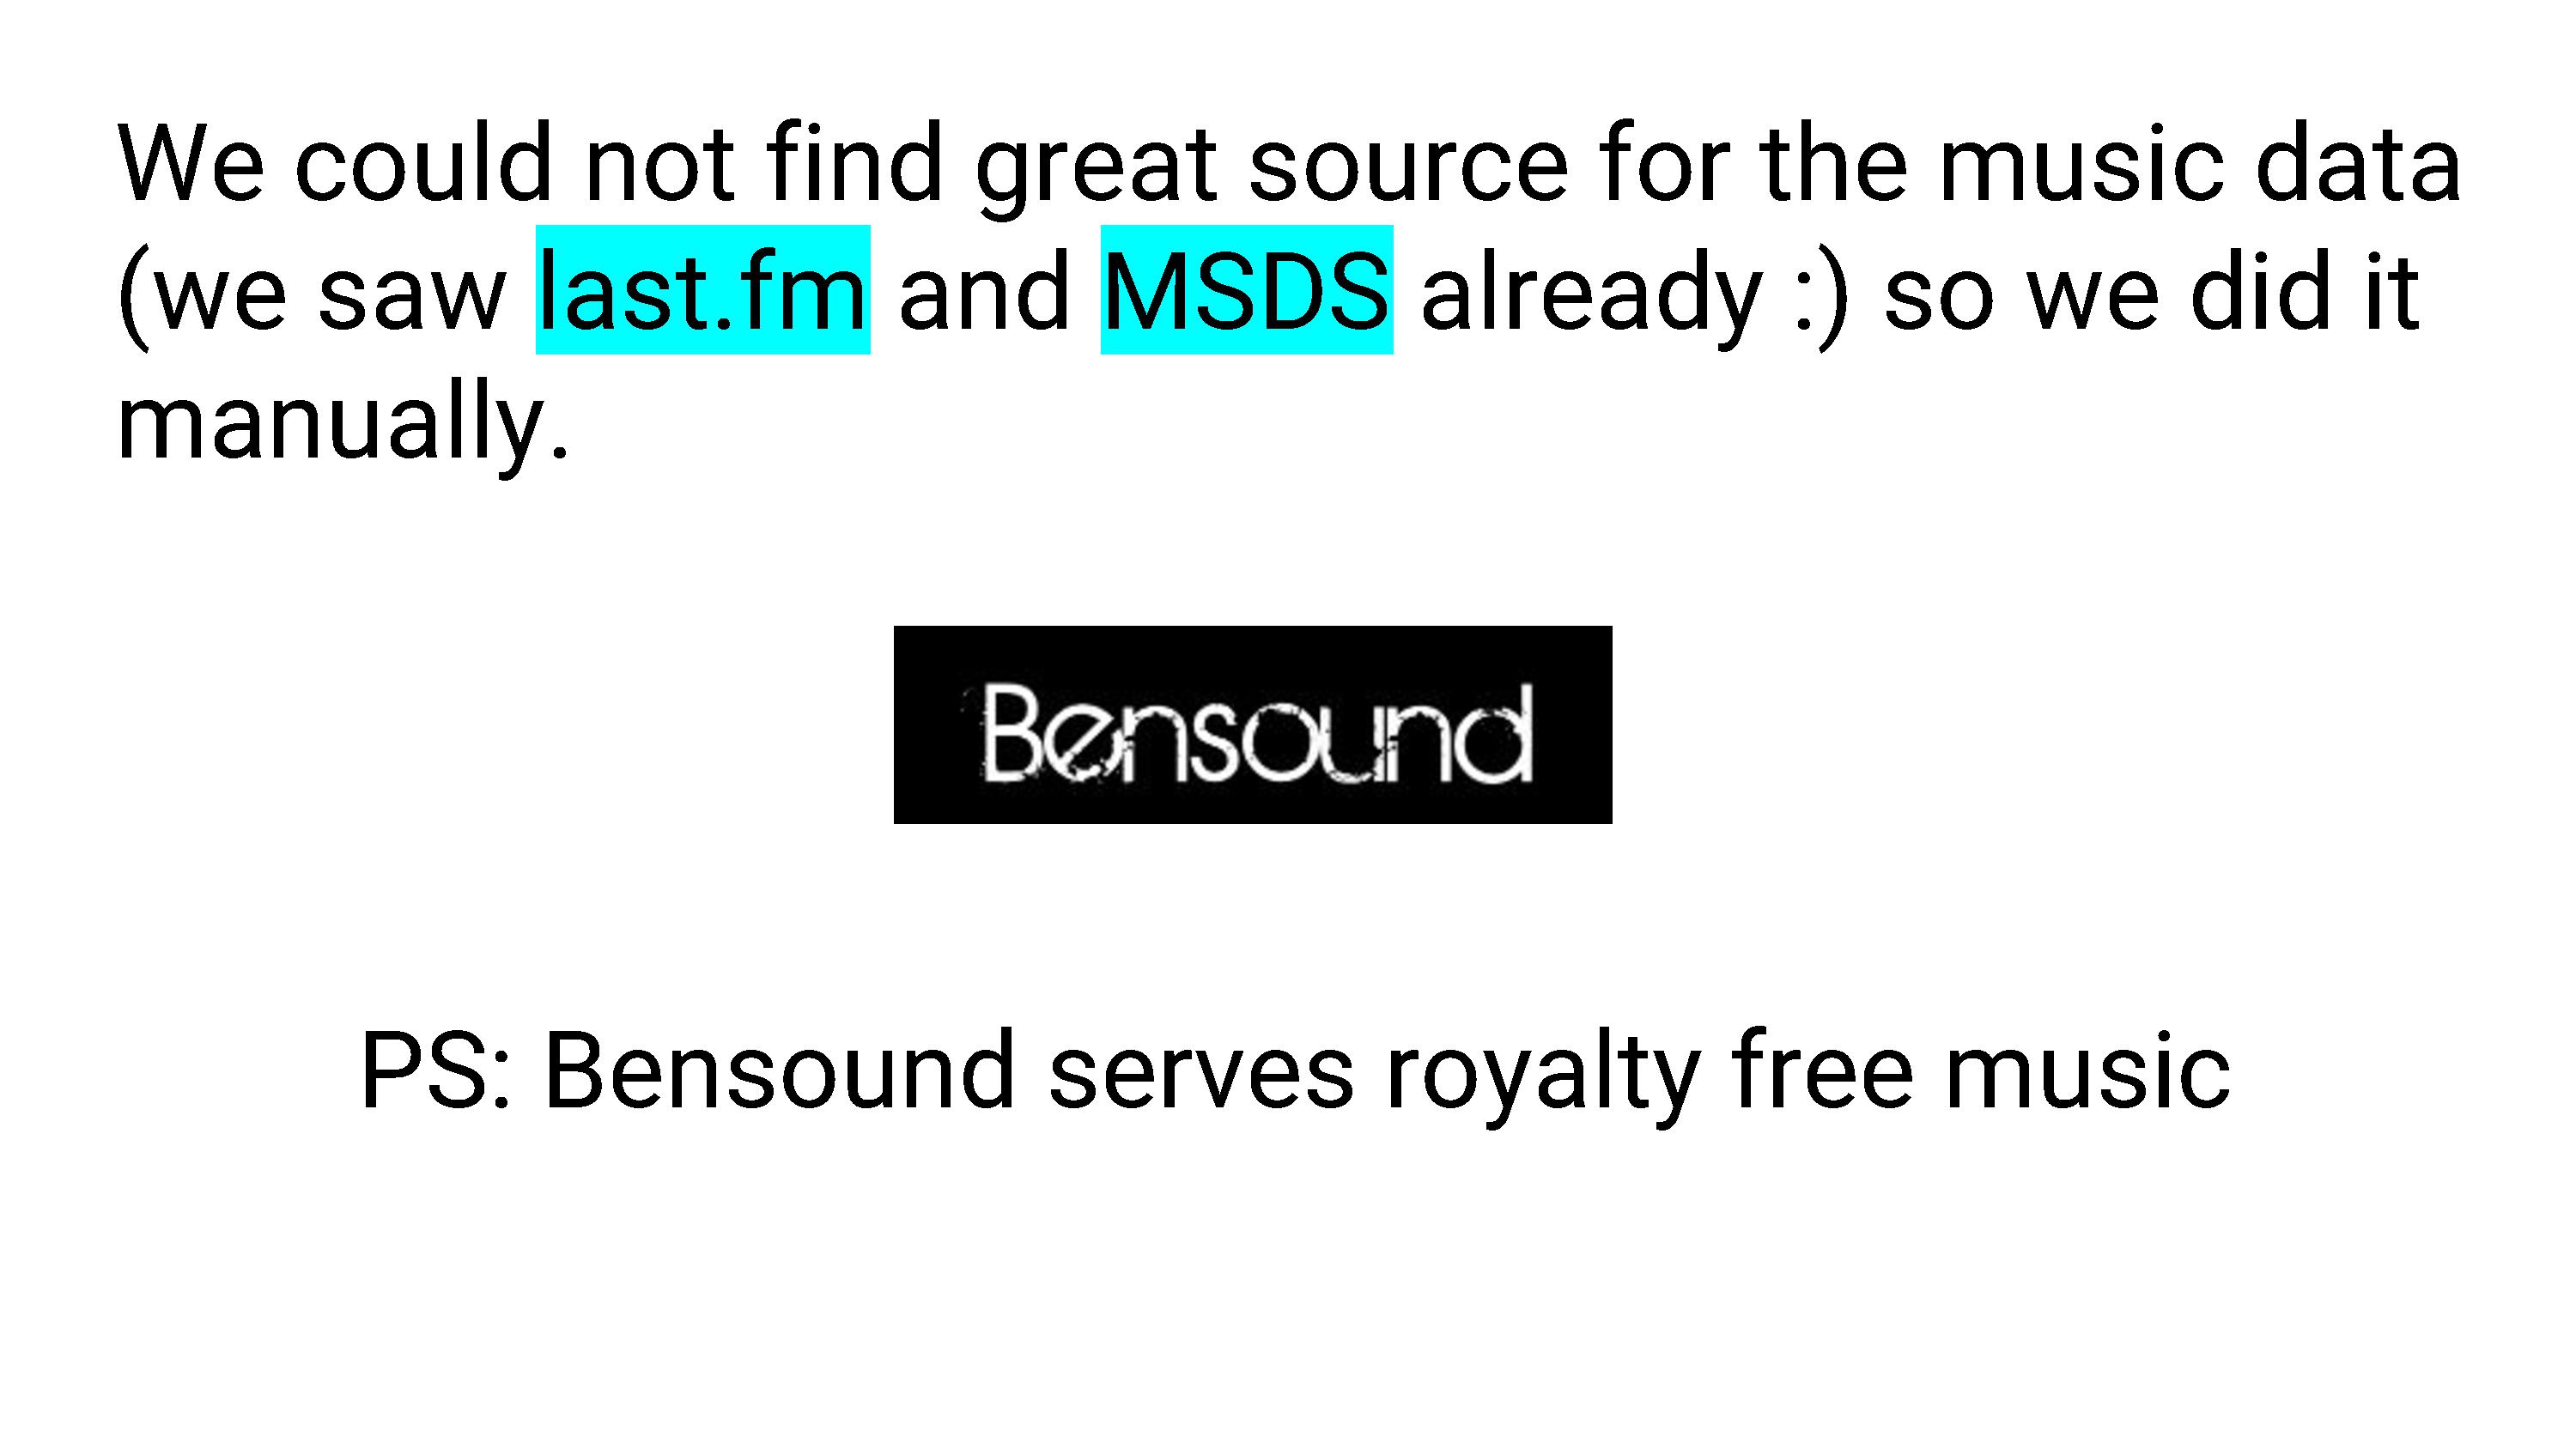 We could not find great source for the music data
(we saw last.fm and MSDS already :) so we did it
manually.
Bensound
PS: Bensound serves royalty free music